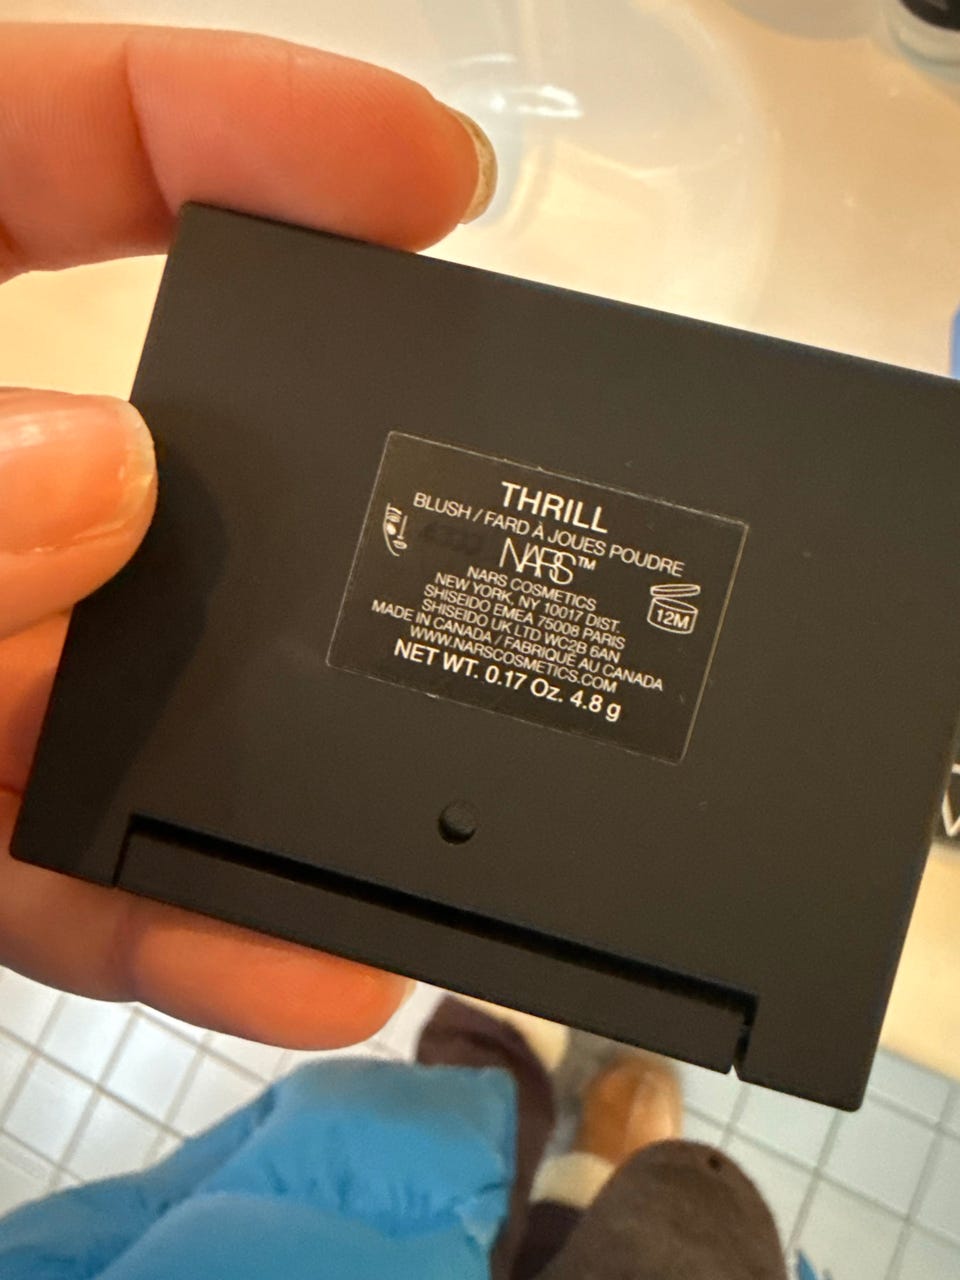 THRILL
BLUSH / FARD À JOUES POUDRE
NARS™
NARS COSMETICS
NEW YORK, NY 10017 DIST.
SHISEIDO EMEA 75008 PARIS
SHISEIDO UK LTD WC2B 6AN
MADE IN CANADA / FABRIQUÉ AU CANADA
WWW.NARSCOSMETICS.COM
NET WT. 0.17 Oz. 4.8 g
12M